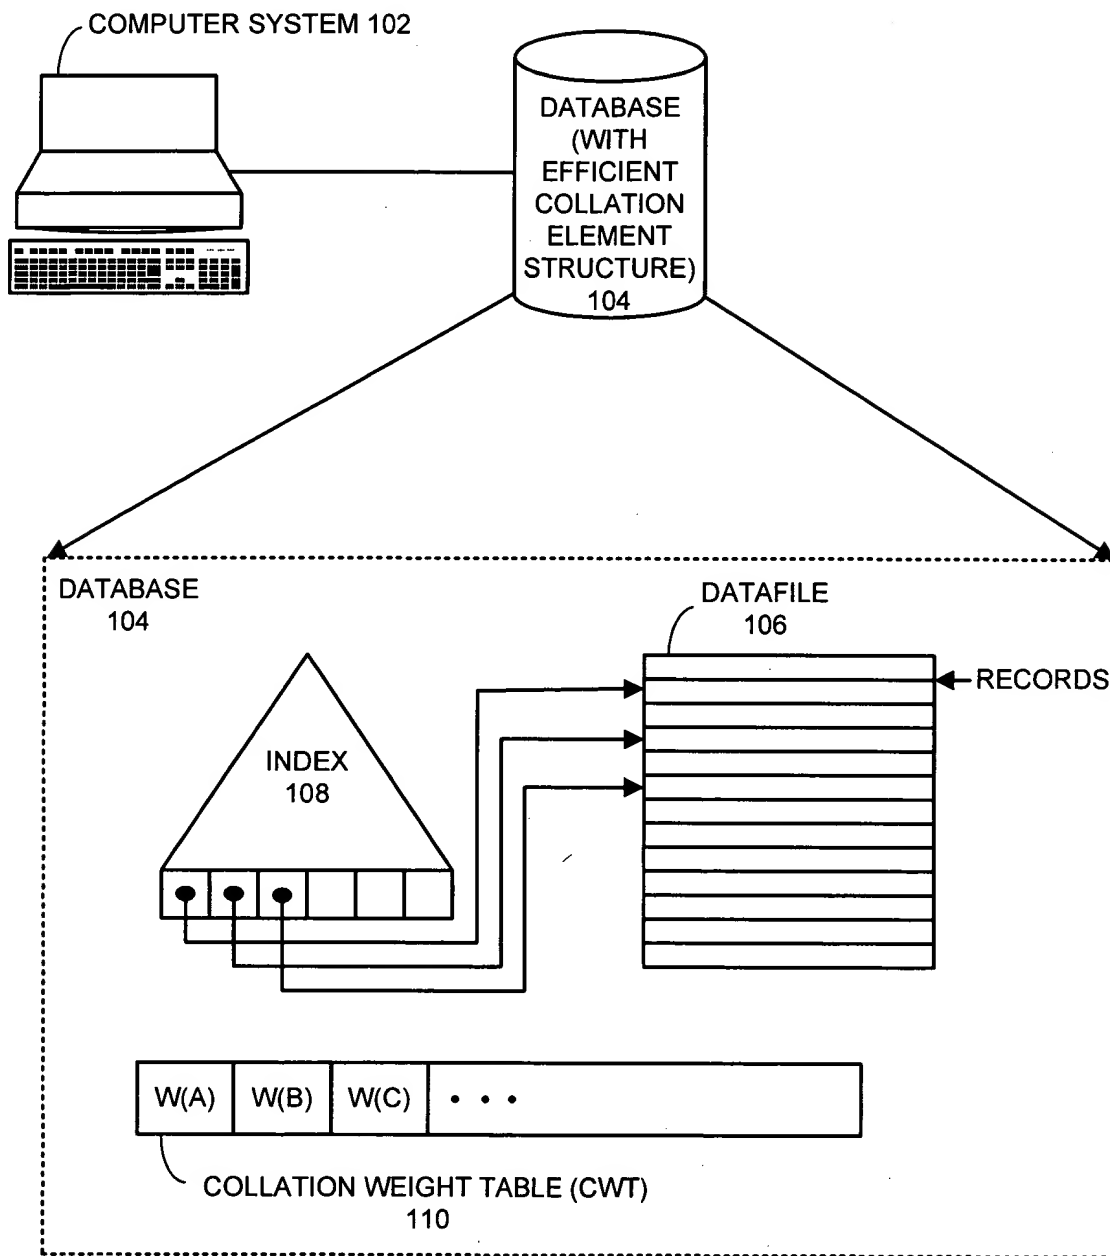 COMPUTER SYSTEM 102
DATABASE
(WITH
EFFICIENT
COLLATION
ELEMENT
STRUCTURE)
104
DATABASE
104
DATAFILE
106
RECORDS
INDEX
108
W(A) W(B) W(C) • • •
COLLATION WEIGHT TABLE (CWT)
110